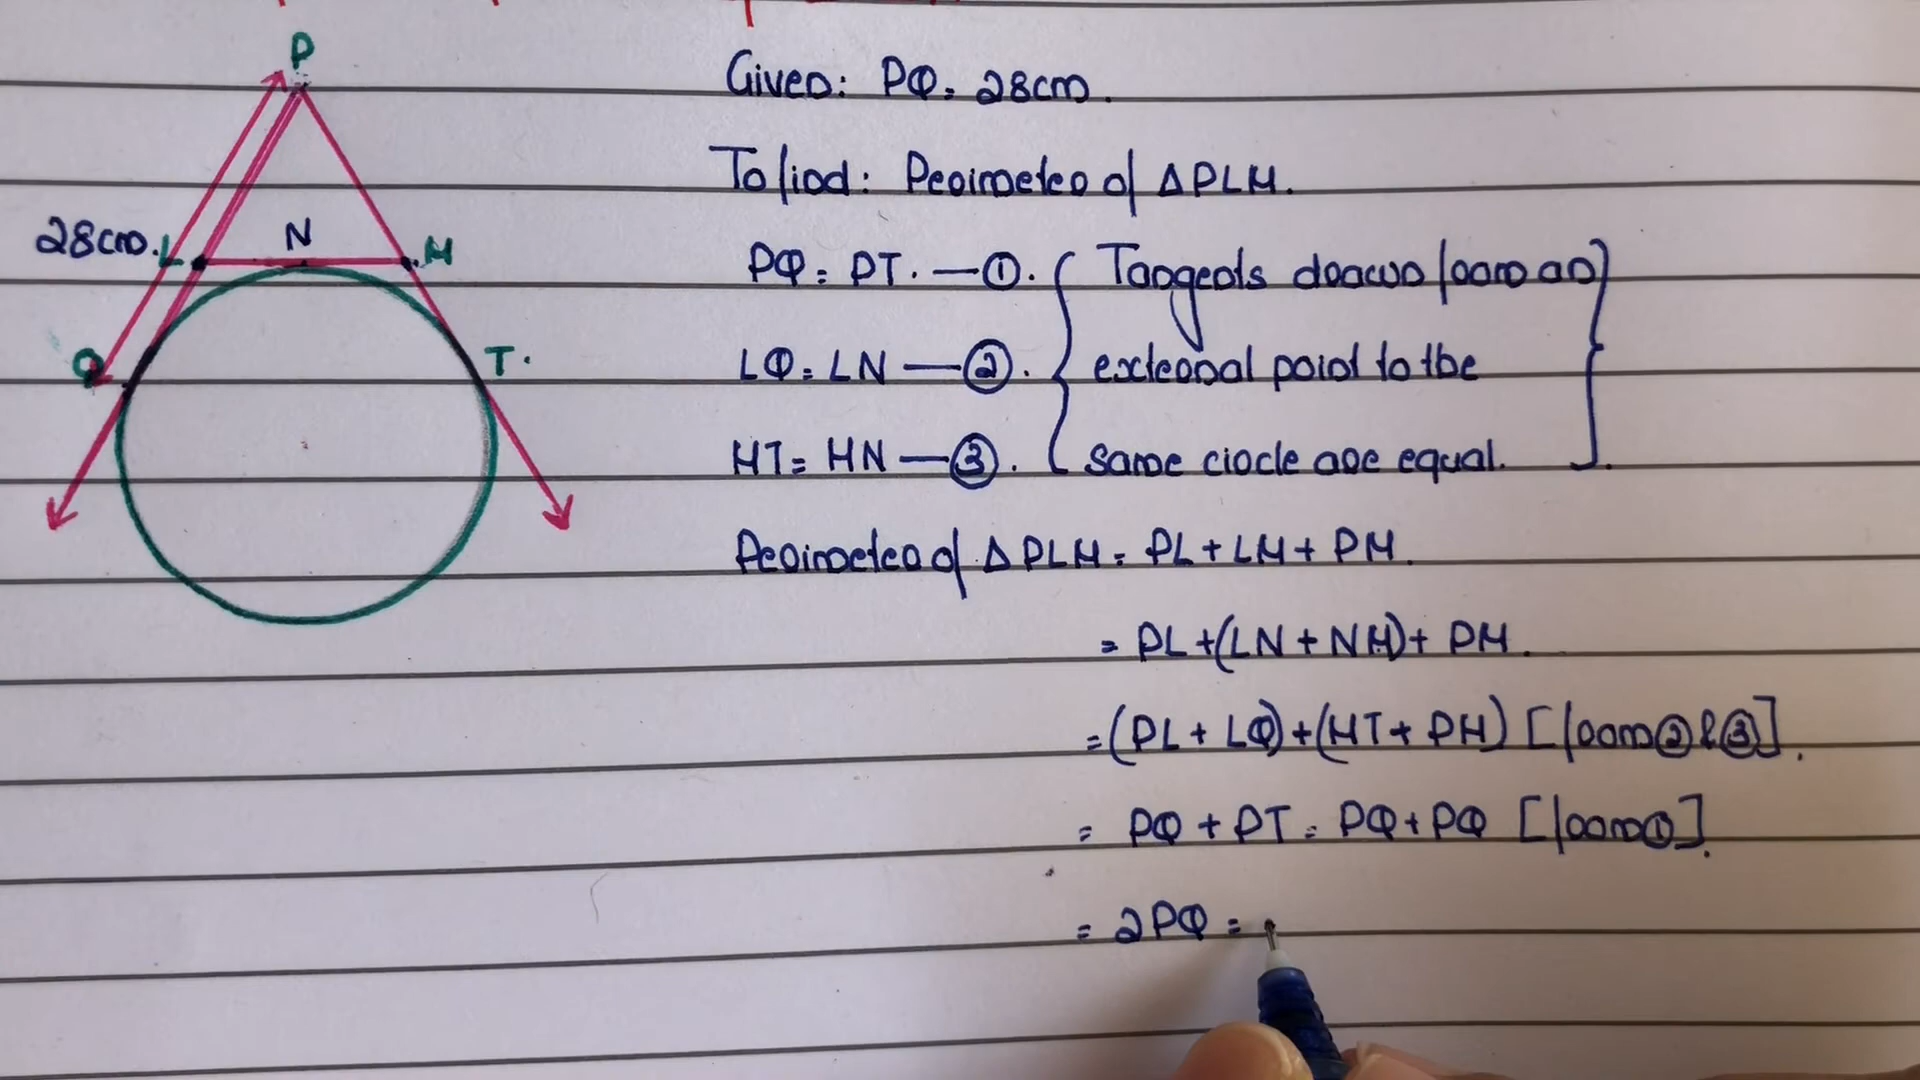 P
Given: PQ = 28cm.
To find: Perimeter of ΔPLM.
28cm.
L
N
M
PQ = PT. — ①.
Tangents drawn from an
Q
T.
LQ = LN — ②.
external point to the
MT = MN — ③.
same circle are equal.
Perimeter of ΔPLM = PL + LM + PM.
= PL + (LN + NM) + PM.
= (PL + LQ) + (MT + PM) [from ② & ③].
= PQ + PT = PQ + PQ [from ①].
= 2PQ =